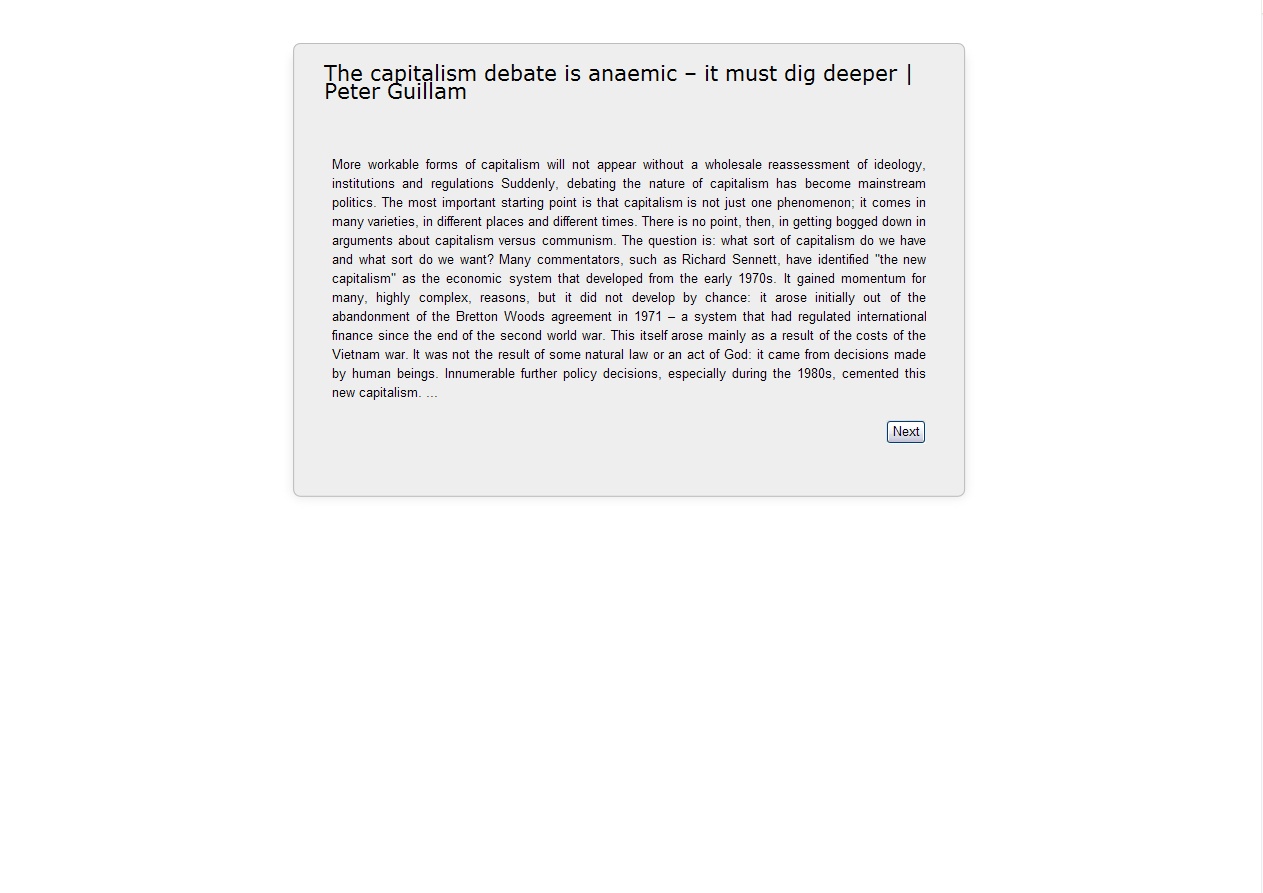 The capitalism debate is anaemic – it must dig deeper |
Peter Guillam
More workable forms of capitalism will not appear without a wholesale reassessment of ideology,
institutions and regulations Suddenly, debating the nature of capitalism has become mainstream
politics. The most important starting point is that capitalism is not just one phenomenon; it comes in
many varieties, in different places and different times. There is no point, then, in getting bogged down in
arguments about capitalism versus communism. The question is: what sort of capitalism do we have
and what sort do we want? Many commentators, such as Richard Sennett, have identified "the new
capitalism" as the economic system that developed from the early 1970s. It gained momentum for
many, highly complex, reasons, but it did not develop by chance: it arose initially out of the
abandonment of the Bretton Woods agreement in 1971 – a system that had regulated international
finance since the end of the second world war. This itself arose mainly as a result of the costs of the
Vietnam war. It was not the result of some natural law or an act of God: it came from decisions made
by human beings. Innumerable further policy decisions, especially during the 1980s, cemented this
new capitalism. ...
Next